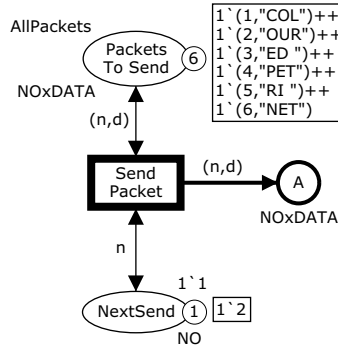 AllPackets
Packets
To Send
6
1`(1,"COL")++
1`(2,"OUR")++
1`(3,"ED ")++
1`(4,"PET")++
1`(5,"RI ")++
1`(6,"NET")
NOxDATA
(n,d)
Send
Packet
(n,d)
A
NOxDATA
n
1`1
NextSend
1
1`2
NO